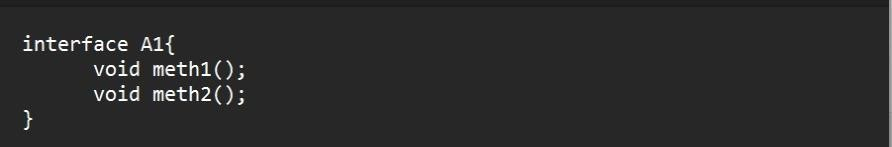 interface A1{
      void meth1();
      void meth2();
}